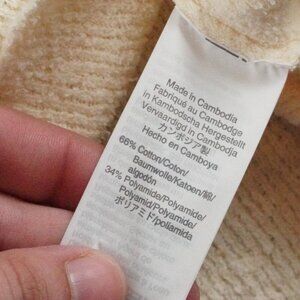 Made in Cambodia
Fabriqué au Cambodge
in Kambodscha Hergestellt
Vervaardigd in Cambodja
カンボジア製
Hecho en Camboya
66% Cotton/Coton/
Baumwolle/Katoen/綿/
algodón
34% Polyamide/Polyamide/
Polyamid/Polyamide/
ポリアミド/poliamida